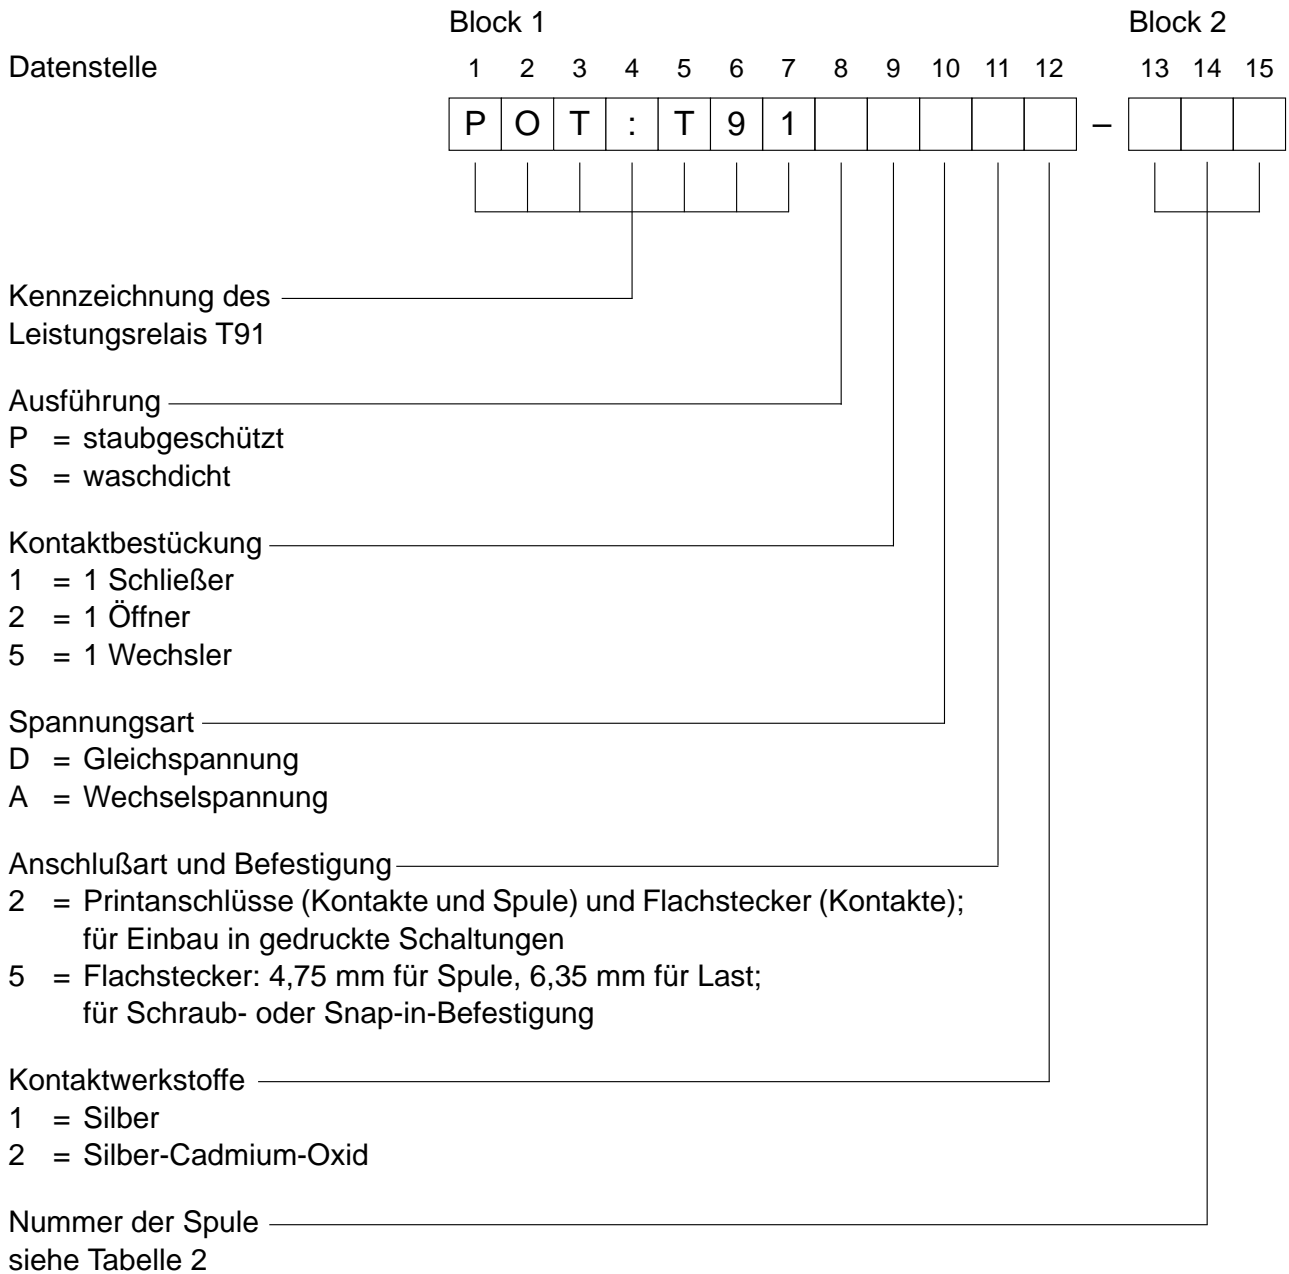 Block 1 Block 2
Datenstelle 1 2 3 4 5 6 7 8 9 10 11 12 13 14 15
P O T : T 9 1 –
Kennzeichnung des
Leistungsrelais T91
Ausführung
P = staubgeschützt
S = waschdicht
Kontaktbestückung
1 = 1 Schließer
2 = 1 Öffner
5 = 1 Wechsler
Spannungsart
D = Gleichspannung
A = Wechselspannung
Anschlußart und Befestigung
2 = Printanschlüsse (Kontakte und Spule) und Flachstecker (Kontakte);
für Einbau in gedruckte Schaltungen
5 = Flachstecker: 4,75 mm für Spule, 6,35 mm für Last;
für Schraub- oder Snap-in-Befestigung
Kontaktwerkstoffe
1 = Silber
2 = Silber-Cadmium-Oxid
Nummer der Spule
siehe Tabelle 2